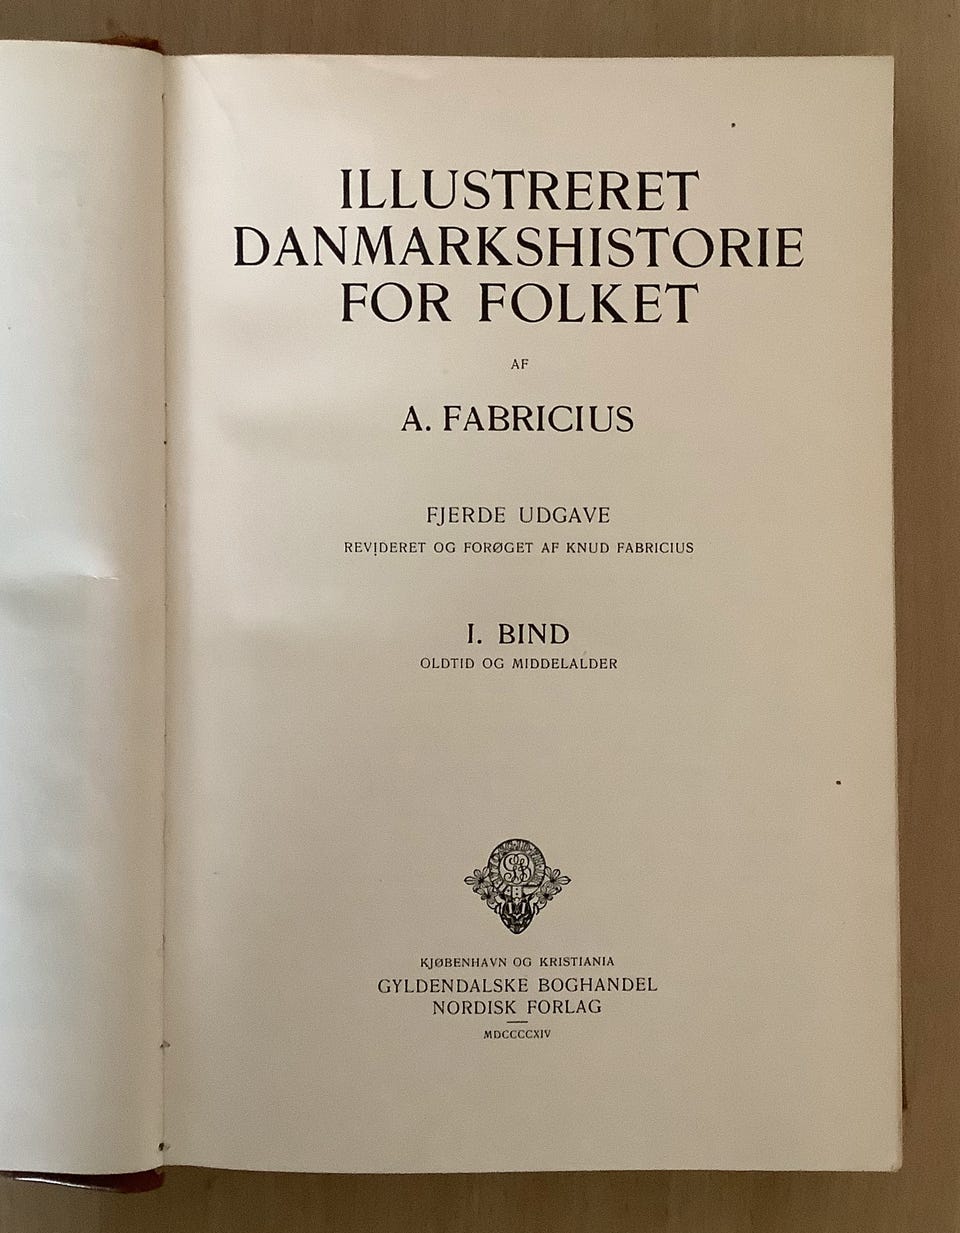 ILLUSTRERET
DANMARKSHISTORIE
FOR FOLKET
AF
A. FABRICIUS
FJERDE UDGAVE
REVIDERET OG FORØGET AF KNUD FABRICIUS
I. BIND
OLDTID OG MIDDELALDER
KJØBENHAVN OG KRISTIANIA
GYLDENDALSKE BOGHANDEL
NORDISK FORLAG
MDCCCCXIV